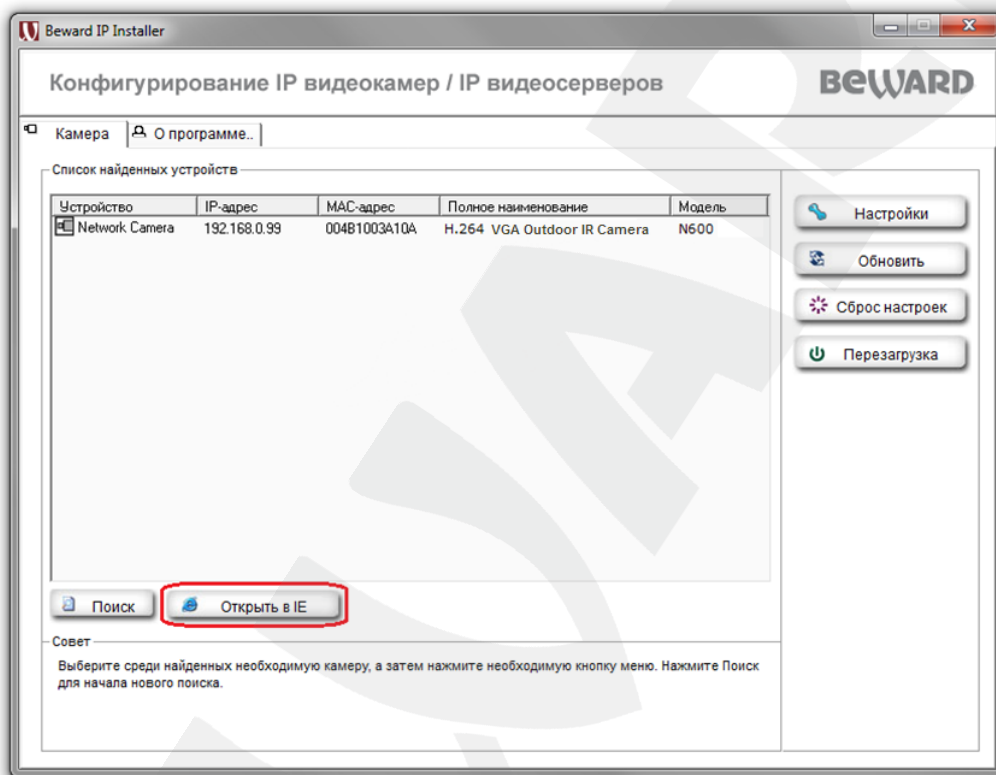 Beward IP Installer
Конфигурирование IP видеокамер / IP видеосерверов
BEWARD
Камера О программе..
Список найденных устройств
Устройство IP-адрес MAC-адрес Полное наименование Модель
Network Camera 192.168.0.99 004B1003A10A H.264 VGA Outdoor IR Camera N600
Настройки
Обновить
Сброс настроек
Перезагрузка
Поиск Открыть в IE
Совет
Выберите среди найденных необходимую камеру, а затем нажмите необходимую кнопку меню. Нажмите Поиск
для начала нового поиска.